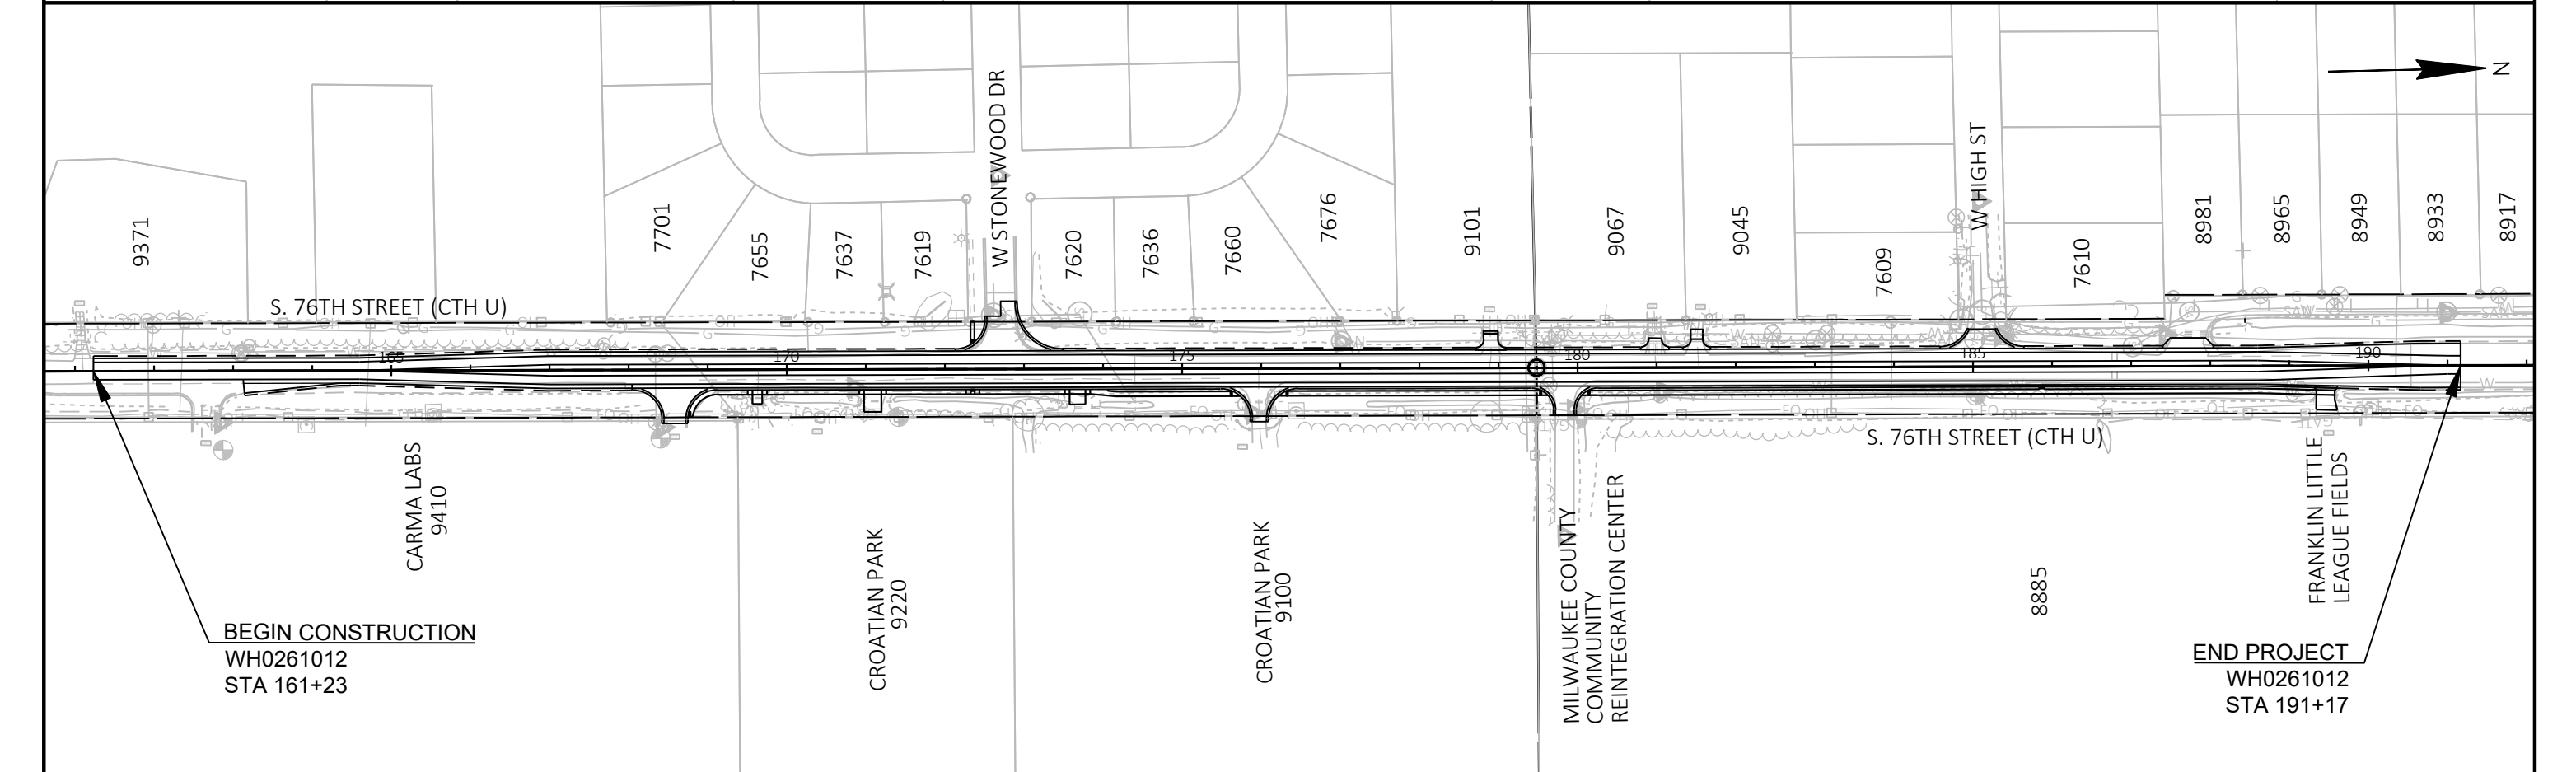 N
W STONEWOOD DR
W HIGH ST
9371
7701
7655
7637
7619
7620
7636
7660
7676
9101
9067
9045
7609
7610
8981
8965
8949
8933
8917
S. 76TH STREET (CTH U)
165
170
175
180
185
190
S. 76TH STREET (CTH U)
CARMA LABS
9410
CROATIAN PARK
9220
CROATIAN PARK
9100
MILWAUKEE COUNTY
COMMUNITY
REINTEGRATION CENTER
8885
FRANKLIN LITTLE
LEAGUE FIELDS
BEGIN CONSTRUCTION
WH0261012
STA 161+23
END PROJECT
WH0261012
STA 191+17